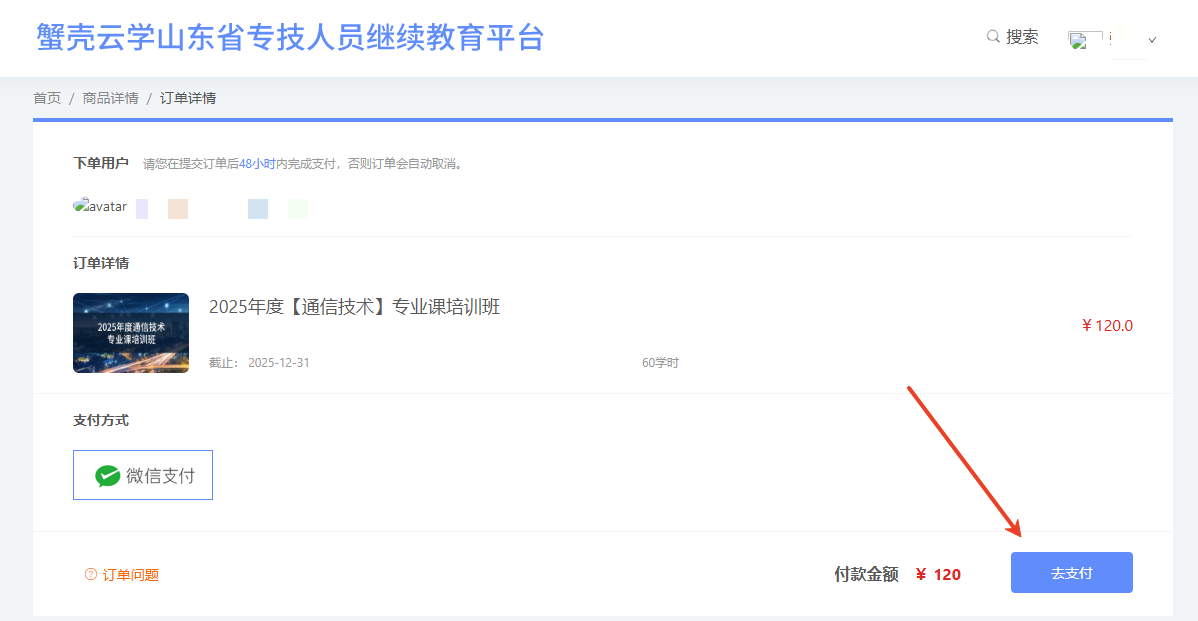 蟹壳云学山东省专技人员继续教育平台
搜索
首页 / 商品详情 / 订单详情
下单用户 请您在提交订单后48小时内完成支付，否则订单会自动取消。
avatar
订单详情
2025年度通信技术
专业课培训班
2025年度【通信技术】专业课培训班
￥120.0
截止： 2025-12-31 60学时
支付方式
微信支付
订单问题 付款金额 ￥ 120 去支付